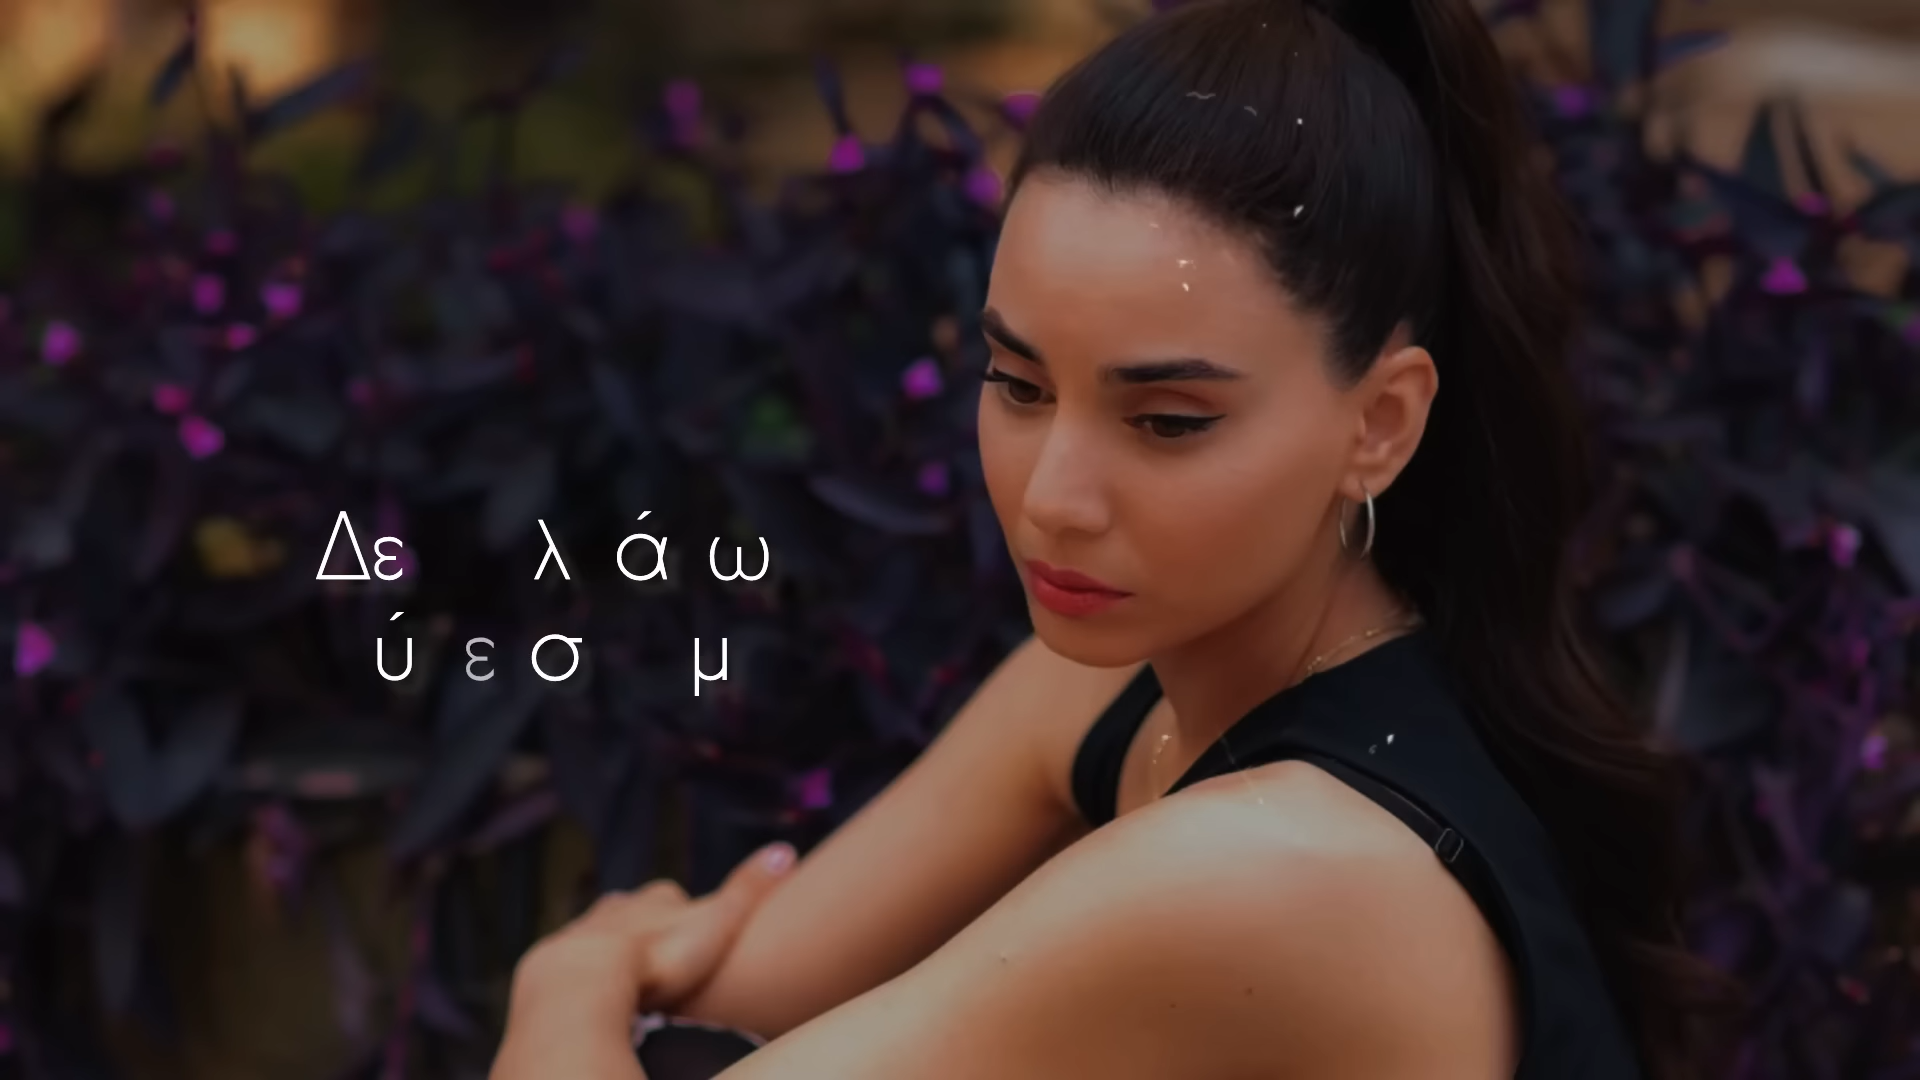 Δε λ ά ω
ύ ε σ μ